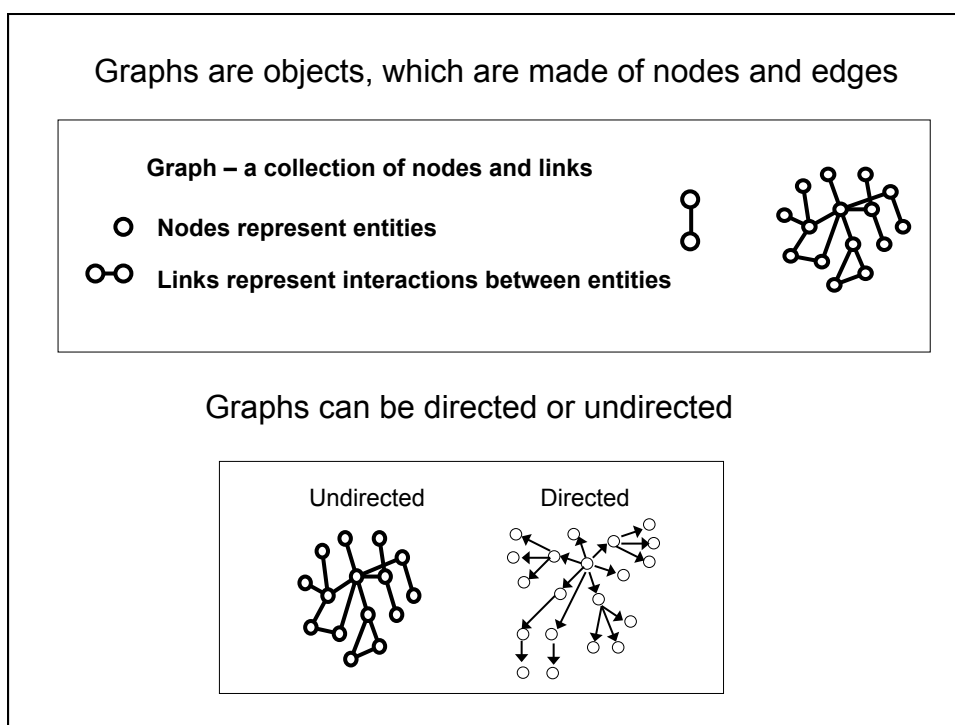 Graphs are objects, which are made of nodes and edges
Graph – a collection of nodes and links
Nodes represent entities
Links represent interactions between entities
Graphs can be directed or undirected
Undirected
Directed